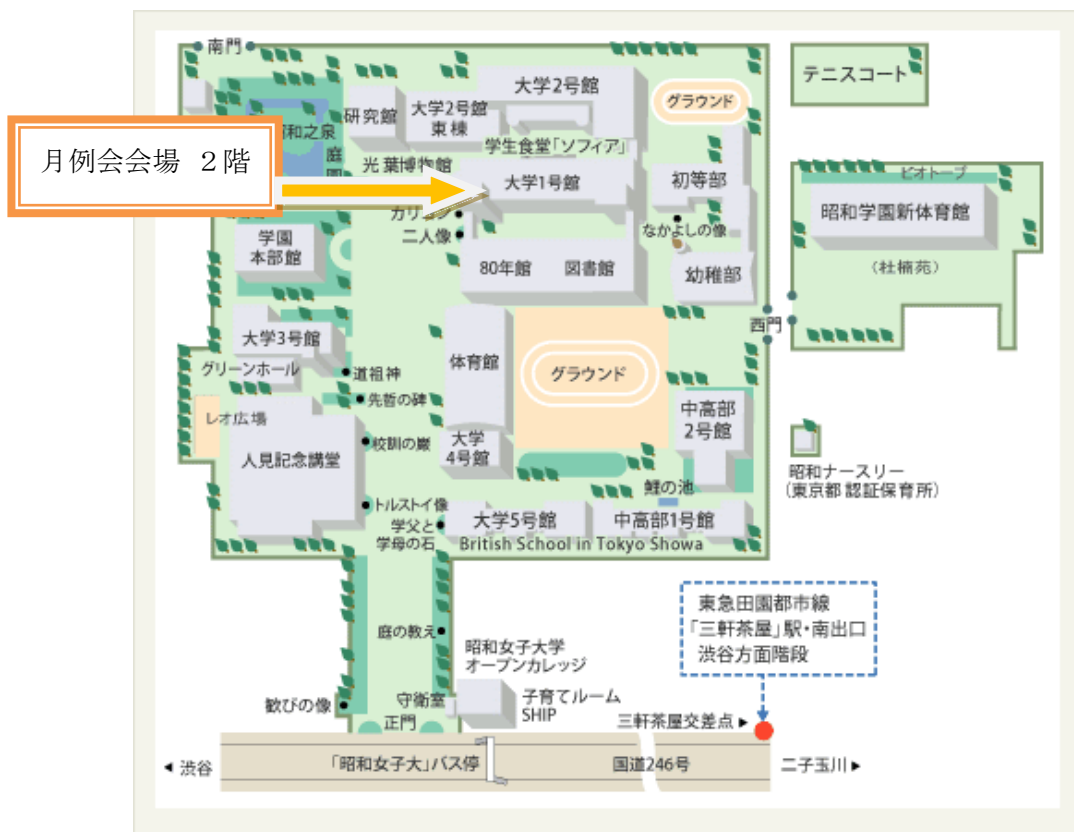 南門
テニスコート
大学2号館
グラウンド
研究館
大学2号館
東棟
和之泉
庭
学生食堂「ソフィア」
月例会会場 2階
光葉博物館
大学1号館
初等部
ビオトープ
昭和学園新体育館
二人像
なかよしの像
学園
本部館
80年館 図書館
幼稚部
(社楠苑)
西門
大学3号館
グリーンホール
道祖神
体育館
グラウンド
先哲の碑
中高部
2号館
レオ広場
校訓の巌
大学
4号館
人見記念講堂
昭和ナースリー
(東京都認証保育所)
鯉の池
トルストイ像
学父と
学母の石
大学5号館
中高部1号館
British School in Tokyo Showa
東急田園都市線
「三軒茶屋」駅・南出口
渋谷方面階段
庭の教え
昭和女子大学
オープンカレッジ
歓びの像
守衛室
正門
子育てルーム
SHIP
三軒茶屋交差点▶
◀渋谷
「昭和女子大」バス停
国道246号
二子玉川▶